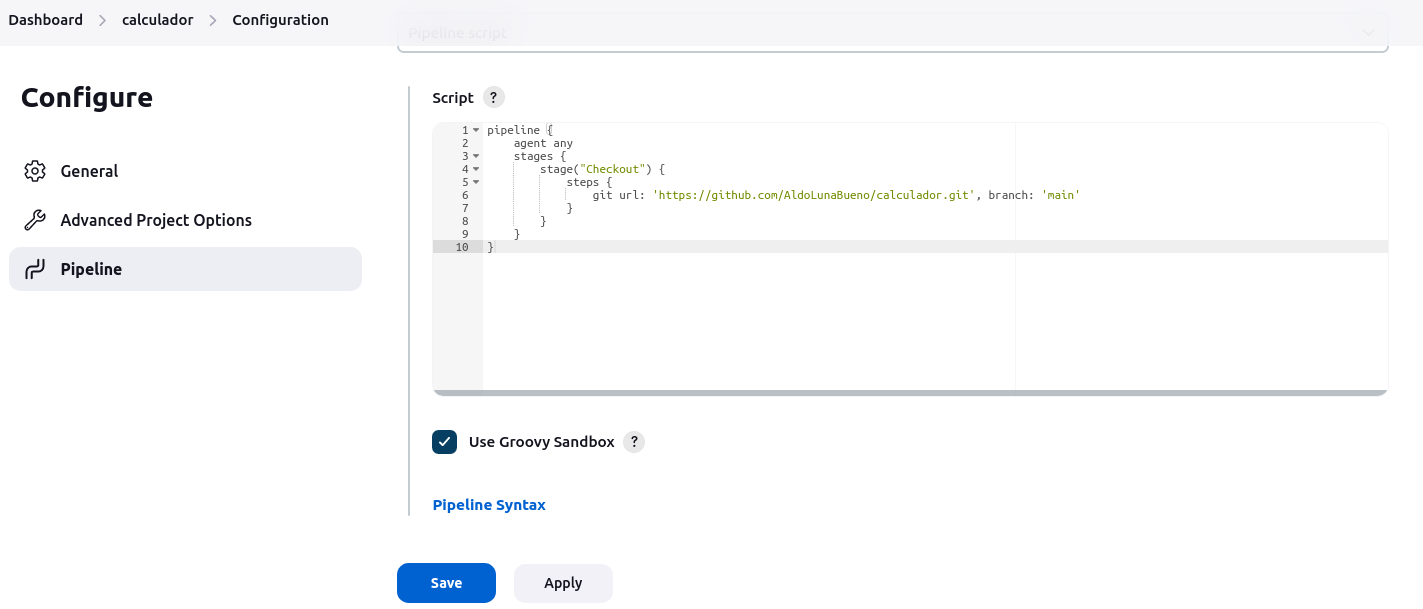 Dashboard > calculador > Configuration
Pipeline script
Configure
General
Advanced Project Options
Pipeline
Script ?
1 pipeline {
2     agent any
3     stages {
4         stage("Checkout") {
5             steps {
6                 git url: 'https://github.com/AldoLunaBueno/calculador.git', branch: 'main'
7             }
8         }
9     }
10 }
Use Groovy Sandbox ?
Pipeline Syntax
Save Apply